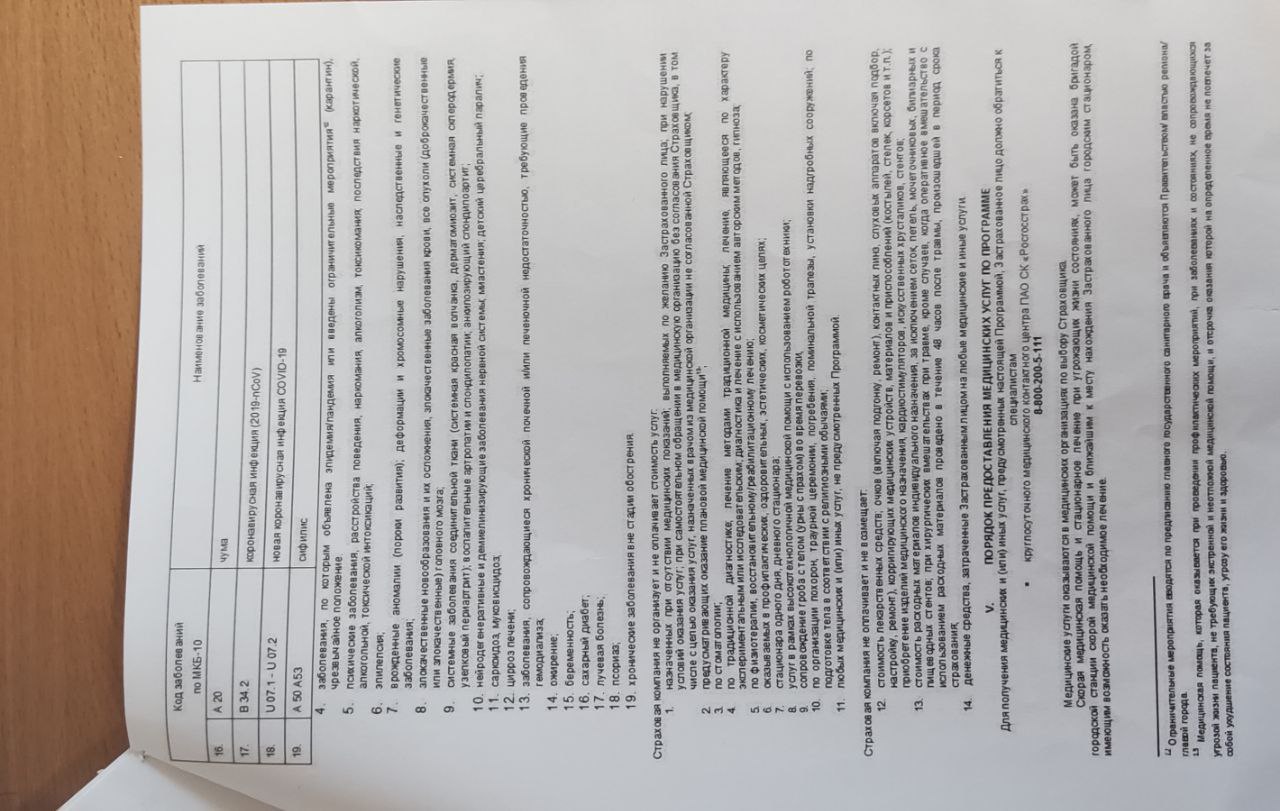 Код заболеваний
по МКБ-10
Наименование заболеваний
16. А 20 чума
17. В 34.2 коронавирусная инфекция (2019-nCoV)
18. U 07.1 - U 07.2 новая коронавирусная инфекция COVID-19
19. А 50 А53 сифилис
4. заболевания, по которым объявлена эпидемия/пандемия или введены ограничительные мероприятия¹² (карантин),
чрезвычайное положение.
5. психические заболевания, расстройства поведения, наркомания, алкоголизм, токсикомания, последствия наркотической,
алкогольной, токсической интоксикаций;
6. эпилепсия;
7. врожденные аномалии (пороки развития); деформации и хромосомные нарушения, наследственные и генетические
заболевания;
8. злокачественные новообразования и их осложнения, злокачественные заболевания крови, все опухоли (доброкачественные
или злокачественные) головного мозга;
9. системные заболевания соединительной ткани (системная красная волчанка, дерматомиозит, системная склеродермия,
узелковый периартрит); воспалительные артропатии и спондилопатии; анкилозирующий спондилоартит;
10. нейродегенеративные и демиелинизирующие заболевания нервной системы; миастения; детский церебральный паралич;
11. саркоидоз, муковисцидоз;
12. цирроз печени;
13. заболевания, сопровождающиеся хронической почечной и/или печеночной недостаточностью, требующие проведения
гемодиализа;
14. ожирение;
15. беременность;
16. сахарный диабет;
17. лучевая болезнь;
18. псориаз;
19. хронические заболевания вне стадии обострения.
Страховая компания не организует и не оплачивает стоимость услуг:
1. назначенных при отсутствии медицинских показаний; выполняемых по желанию Застрахованного лица; при нарушении
условий оказания услуг; при самостоятельном обращении в медицинскую организацию без согласования Страховщика, в том
числе с целью оказания услуг, назначенных врачом из медицинской организации не согласованной Страховщиком;
2. предусматривающих оказание плановой медицинской помощи¹³;
3. по стоматологии;
4. по традиционной диагностике; лечение методами традиционной медицины; лечение, являющееся по характеру
экспериментальным или исследовательским; диагностика и лечение с использованием авторским методов, гипноза;
5. по физиотерапии, восстановительному/реабилитационному лечению;
6. оказываемых в профилактических, оздоровительных, эстетических, косметических целях;
7. стационара одного дня, дневного стационара;
8. услуг в рамках высокотехнологичной медицинской помощи с использованием робототехники;
9. сопровождение гроба с телом (урны с прахом) во время перевозки,
10. по организации похорон, траурной церемонии, погребения, поминальной трапезы, установки надгробных сооружений; по
подготовке тела в соответствии с религиозными обычаями;
11. любых медицинских и (или) иных услуг, не предусмотренных Программой.
Страховая компания не оплачивает и не возмещает:
12. стоимость лекарственных средств; очков (включая подгонку, ремонт), контактных линз, слуховых аппаратов включая подбор,
настройку, ремонт), корригирующих медицинских устройств, материалов и приспособлений (костылей, стелек, корсетов и т.п.);
приобретение изделий медицинского назначения, кардиостимуляторов, искусственных хрусталиков, стентов;
13. стоимость расходных материалов индивидуального назначения, за исключением сеток, петель, мочеточниковых, билиарных и
пищеводных стентов; при хирургических вмешательствах при травме, кроме случаев, когда оперативное вмешательство с
использованием расходных материалов проведено в течение 48 часов после травмы, произошедшей в период срока
страхования;
14. денежные средства, затраченные Застрахованным лицом на любые медицинские и иные услуги.
V. ПОРЯДОК ПРЕДОСТАВЛЕНИЯ МЕДИЦИНСКИХ УСЛУГ ПО ПРОГРАММЕ
Для получения медицинских и (или) иных услуг, предусмотренных настоящей Программой, Застрахованное лицо должно обратиться к
специалистам
▪ круглосуточного медицинского контактного центра ПАО СК «Росгосстрах»
8-800-200-5-111
Медицинские услуги оказываются в медицинских организациях по выбору Страховщика.
Скорая медицинская помощь и стационарное лечение при угрожающих жизни состояниях, может быть оказана бригадой
городской станции скорой медицинской помощи и ближайшим к месту нахождения Застрахованного лица городским стационаром,
имеющим возможность оказать необходимое лечение.
¹² Ограничительные мероприятия вводятся по предписанию главного государственного санитарного врача и объявляются Правительством/ властью региона/
главой города.
¹³ Медицинская помощь, которая оказывается при проведении профилактических мероприятий, при заболеваниях и состояниях, не сопровождающихся
угрозой жизни пациента, не требующих экстренной и неотложной медицинской помощи, и отсрочка оказания которой на определенное время не повлечет за
собой ухудшение состояния пациента, угрозу его жизни и здоровью.